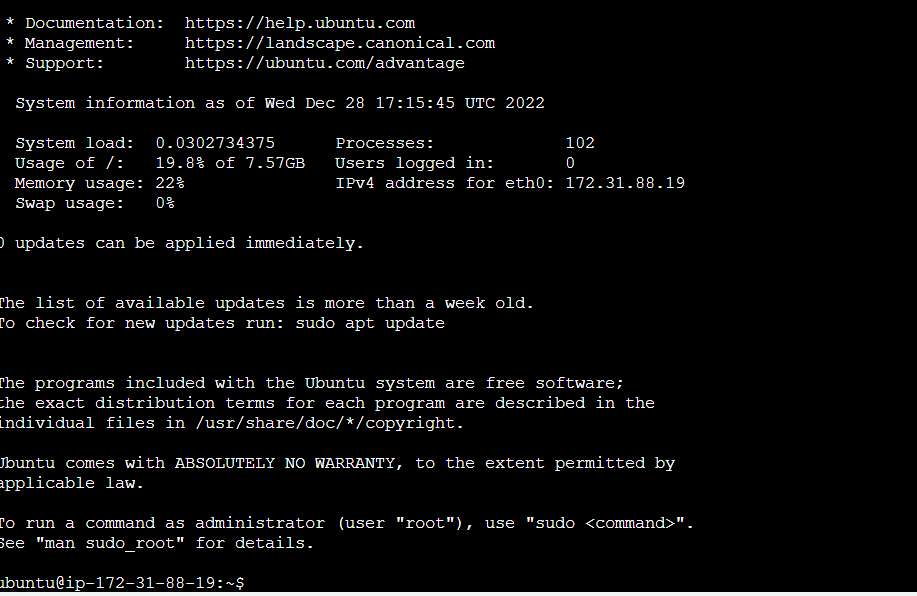 * Documentation:  https://help.ubuntu.com
* Management:     https://landscape.canonical.com
* Support:        https://ubuntu.com/advantage
System information as of Wed Dec 28 17:15:45 UTC 2022
System load:  0.0302734375      Processes:             102
Usage of /:   19.8% of 7.57GB   Users logged in:       0
Memory usage: 22%               IPv4 address for eth0: 172.31.88.19
Swap usage:   0%
0 updates can be applied immediately.
The list of available updates is more than a week old.
To check for new updates run: sudo apt update
The programs included with the Ubuntu system are free software;
the exact distribution terms for each program are described in the
individual files in /usr/share/doc/*/copyright.
Ubuntu comes with ABSOLUTELY NO WARRANTY, to the extent permitted by
applicable law.
To run a command as administrator (user "root"), use "sudo <command>".
See "man sudo_root" for details.
ubuntu@ip-172-31-88-19:~$